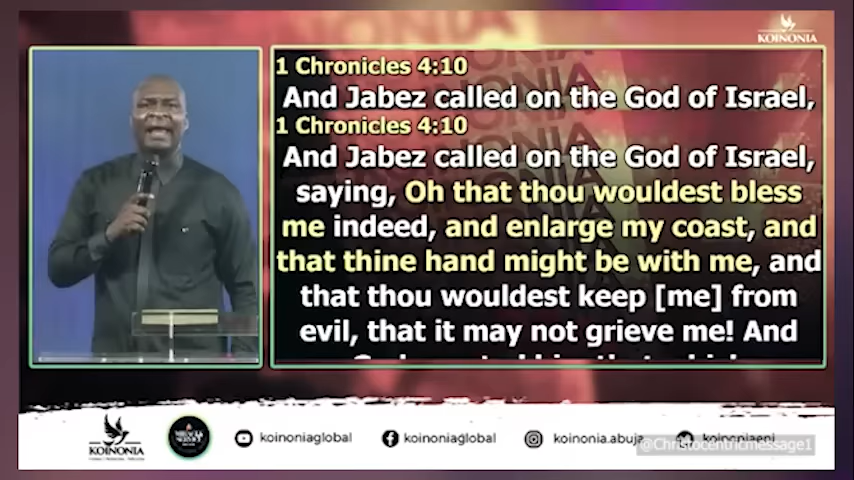 KOINONIA
1 Chronicles 4:10
And Jabez called on the God of Israel,
1 Chronicles 4:10
And Jabez called on the God of Israel,
saying, Oh that thou wouldest bless
me indeed, and enlarge my coast, and
that thine hand might be with me, and
that thou wouldest keep [me] from
evil, that it may not grieve me! And
KOINONIA
MIRACLE
SERVICE
koinoniaglobal
koinoniaglobal
koinonia.abuja
@Christocentricmessage1